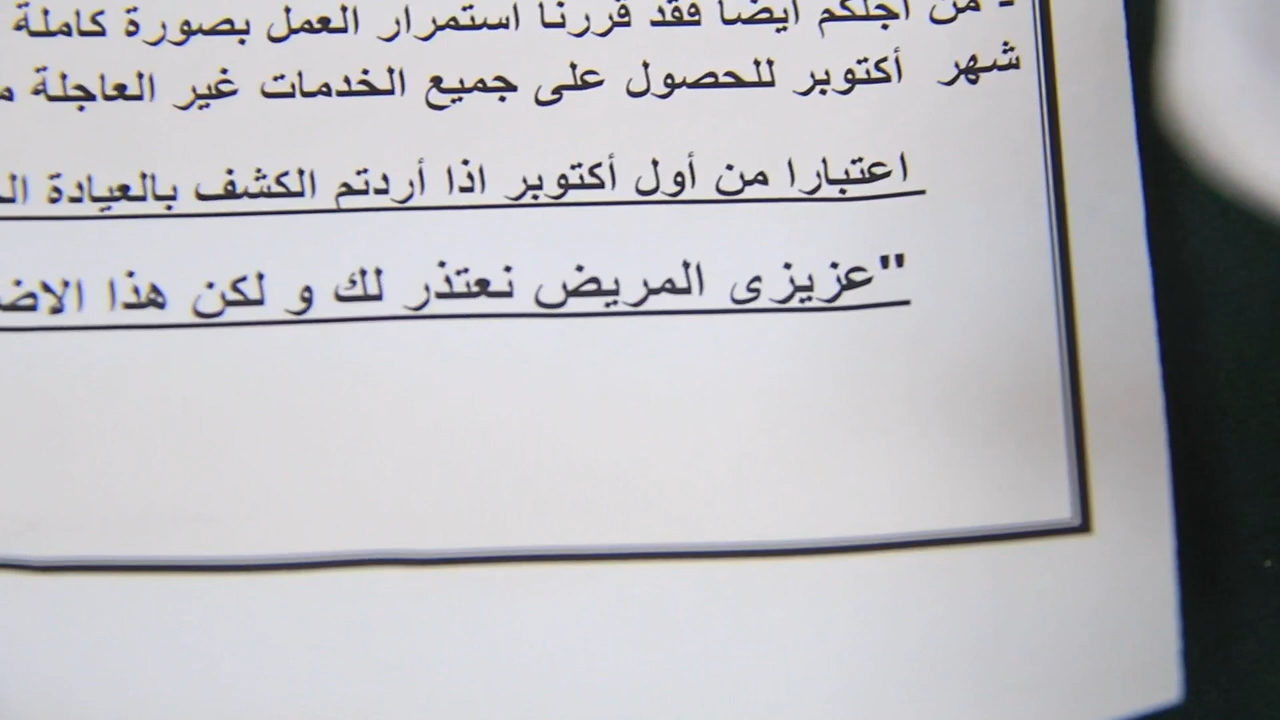 - من أجلكم أيضا فقد قررنا استمرار العمل بصورة كاملة
شهر أكتوبر للحصول على جميع الخدمات غير العاجلة
اعتبارا من أول أكتوبر اذا أردتم الكشف بالعيادة
"عزيزى المريض نعتذر لك و لكن هذا